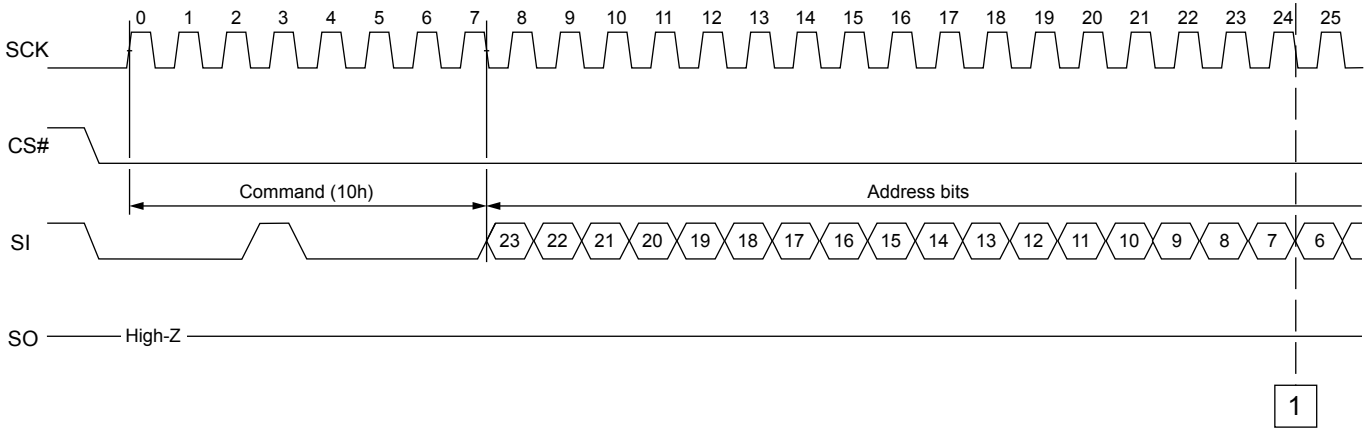 0 1 2 3 4 5 6 7 8 9 10 11 12 13 14 15 16 17 18 19 20 21 22 23 24 25
SCK
CS#
Command (10h) Address bits
SI 23 22 21 20 19 18 17 16 15 14 13 12 11 10 9 8 7 6
SO High-Z
1